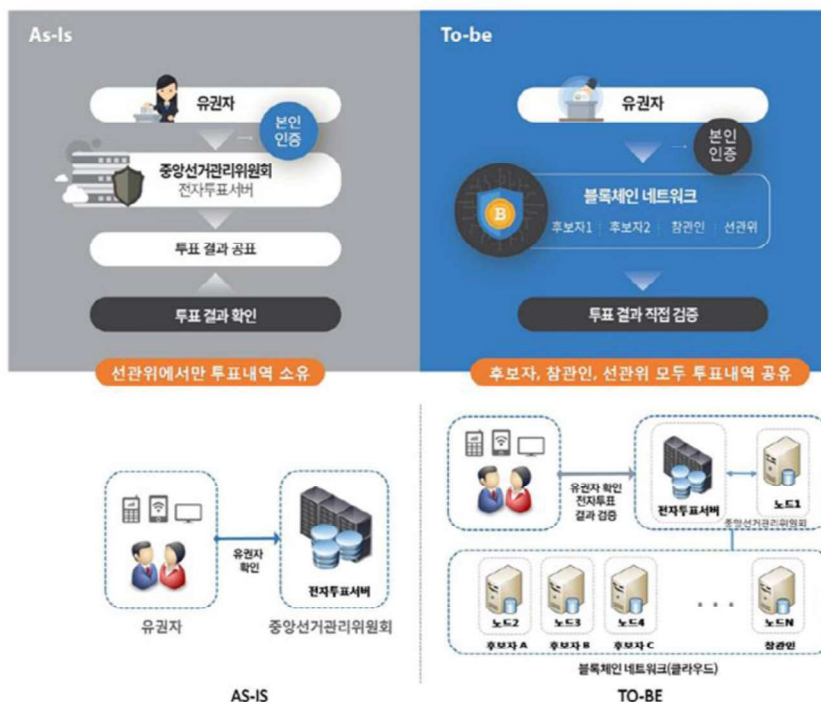 As-Is
유권자
본인
인증
중앙선거관리위원회
전자투표서버
투표 결과 공표
투표 결과 확인
선관위에서만 투표내역 소유
To-be
유권자
본인
인증
블록체인 네트워크
B
후보자1 후보자2 참관인 선관위
투표 결과 직접 검증
후보자, 참관인, 선관위 모두 투표내역 공유
유권자
확인
전자투표서버
유권자
중앙선거관리위원회
AS-IS
유권자 확인
전자투표
결과 검증
전자투표서버
노드1
중앙선거관리위원회
노드2 노드3 노드4 . . . 노드N
후보자 A 후보자 B 후보자 C 참관인
블록체인 네트워크(클라우드)
TO-BE